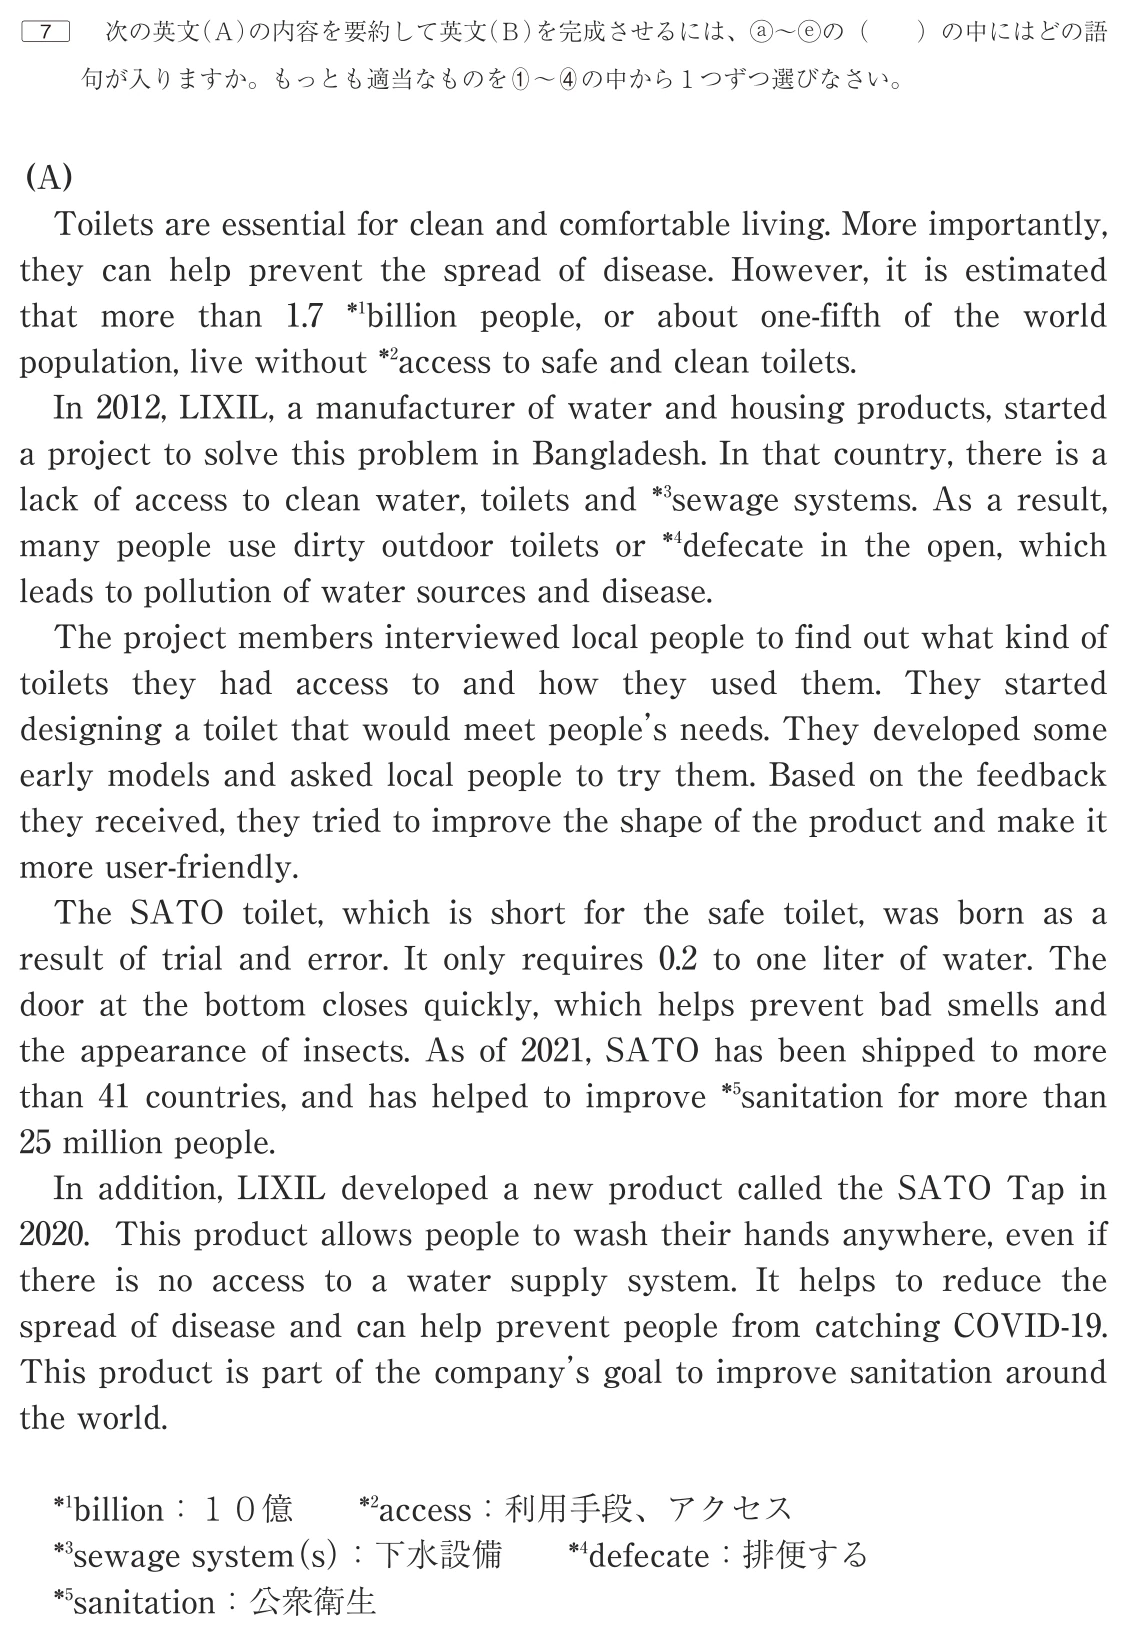 7 次の英文(A)の内容を要約して英文(B)を完成させるには、ⓐ～ⓔの（　　）の中にはどの語
句が入りますか。もっとも適当なものを①～④の中から１つずつ選びなさい。
(A)
Toilets are essential for clean and comfortable living. More importantly,
they can help prevent the spread of disease. However, it is estimated
that more than 1.7 *1billion people, or about one-fifth of the world
population, live without *2access to safe and clean toilets.
In 2012, LIXIL, a manufacturer of water and housing products, started
a project to solve this problem in Bangladesh. In that country, there is a
lack of access to clean water, toilets and *3sewage systems. As a result,
many people use dirty outdoor toilets or *4defecate in the open, which
leads to pollution of water sources and disease.
The project members interviewed local people to find out what kind of
toilets they had access to and how they used them. They started
designing a toilet that would meet people's needs. They developed some
early models and asked local people to try them. Based on the feedback
they received, they tried to improve the shape of the product and make it
more user-friendly.
The SATO toilet, which is short for the safe toilet, was born as a
result of trial and error. It only requires 0.2 to one liter of water. The
door at the bottom closes quickly, which helps prevent bad smells and
the appearance of insects. As of 2021, SATO has been shipped to more
than 41 countries, and has helped to improve *5sanitation for more than
25 million people.
In addition, LIXIL developed a new product called the SATO Tap in
2020. This product allows people to wash their hands anywhere, even if
there is no access to a water supply system. It helps to reduce the
spread of disease and can help prevent people from catching COVID-19.
This product is part of the company's goal to improve sanitation around
the world.
*1billion：１０億　　*2access：利用手段、アクセス
*3sewage system(s)：下水設備　　*4defecate：排便する
*5sanitation：公衆衛生